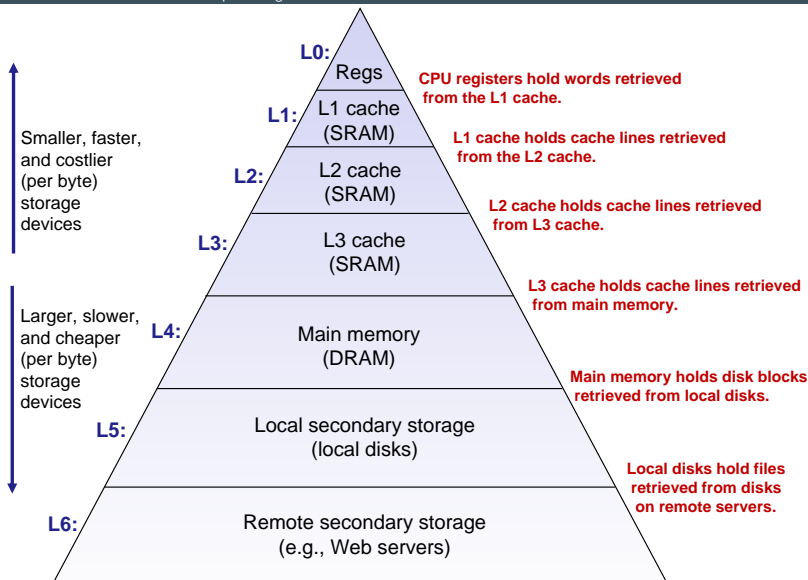 L0:
Regs
CPU registers hold words retrieved
from the L1 cache.
L1:
L1 cache
(SRAM)
L1 cache holds cache lines retrieved
from the L2 cache.
Smaller, faster,
and costlier
(per byte)
storage
devices
L2:
L2 cache
(SRAM)
L2 cache holds cache lines retrieved
from L3 cache.
L3:
L3 cache
(SRAM)
L3 cache holds cache lines retrieved
from main memory.
Larger, slower,
and cheaper
(per byte)
storage
devices
L4:
Main memory
(DRAM)
Main memory holds disk blocks
retrieved from local disks.
L5:
Local secondary storage
(local disks)
Local disks hold files
retrieved from disks
on remote servers.
L6:
Remote secondary storage
(e.g., Web servers)